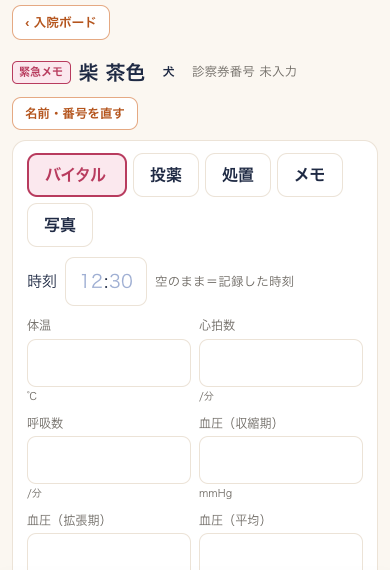 ‹ 入院ボード
緊急メモ 柴 茶色 犬 診察券番号 未入力
名前・番号を直す
バイタル 投薬 処置 メモ
写真
時刻 12:30 空のまま＝記録した時刻
体温 心拍数
℃ /分
呼吸数 血圧（収縮期）
/分 mmHg
血圧（拡張期） 血圧（平均）